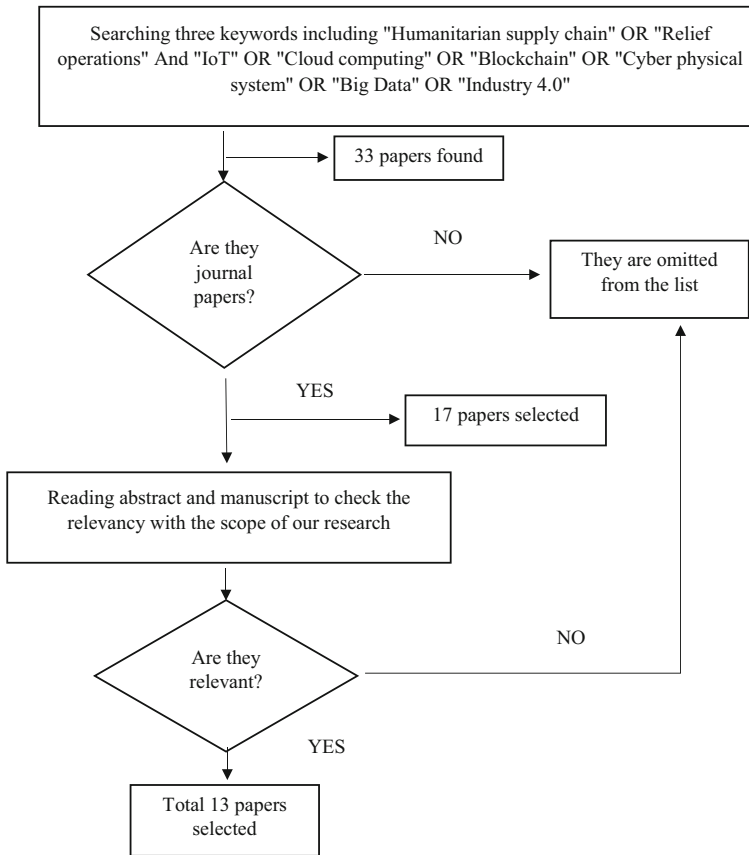 Searching three keywords including "Humanitarian supply chain" OR "Relief
operations" And "IoT" OR "Cloud computing" OR "Blockchain" OR "Cyber physical
system" OR "Big Data" OR "Industry 4.0"
33 papers found
Are they
journal
papers?
NO
They are omitted
from the list
YES
17 papers selected
Reading abstract and manuscript to check the
relevancy with the scope of our research
Are they
relevant?
NO
YES
Total 13 papers
selected